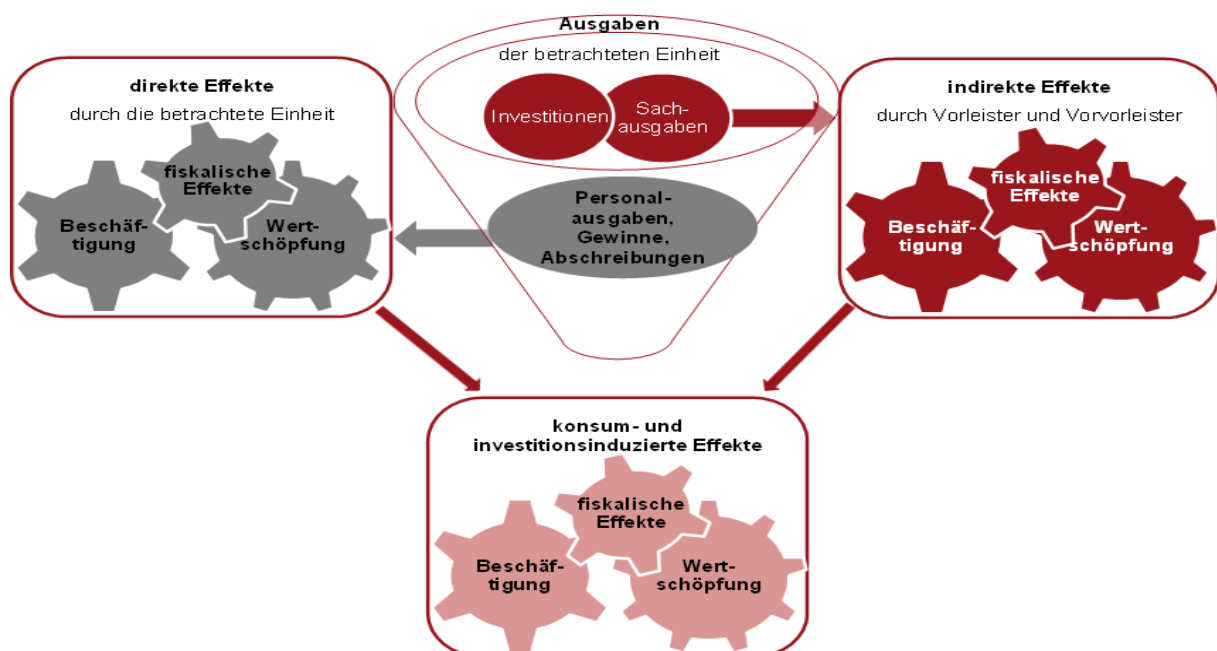 Ausgaben
der betrachteten Einheit
Investitionen
Sach-
ausgaben
Personal-
ausgaben,
Gewinne,
Abschreibungen
direkte Effekte
durch die betrachtete Einheit
fiskalische
Effekte
Beschäf-
tigung
Wert-
schöpfung
indirekte Effekte
durch Vorleister und Vorvorleister
fiskalische
Effekte
Beschäf-
tigung
Wert-
schöpfung
konsum- und
investitionsinduzierte Effekte
fiskalische
Effekte
Beschäf-
tigung
Wert-
schöpfung